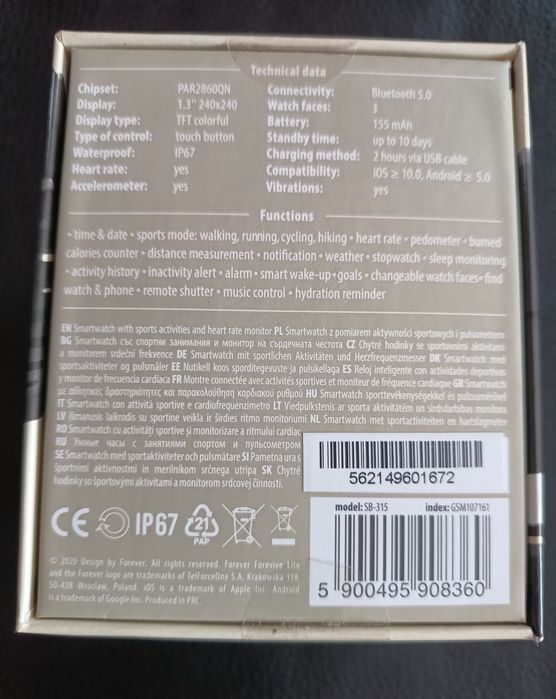 Technical data
Chipset: PAR2860QN
Display: 1.3" 240x240
Display type: TFT colorful
Type of control: touch button
Waterproof: IP67
Heart rate: yes
Accelerometer: yes
Connectivity: Bluetooth 5.0
Watch faces: 3
Battery: 155 mAh
Standby time: up to 10 days
Charging method: 2 hours via USB cable
Compatibility: iOS ≥ 10.0, Android ≥ 5.0
Vibrations: yes
Functions
• time & date • sports mode: walking, running, cycling, hiking • heart rate • pedometer • burned
calories counter • distance measurement • notification • weather • stopwatch • sleep monitoring
• activity history • inactivity alert • alarm • smart wake-up • goals • changeable watch faces • find
watch & phone • remote shutter • music control • hydration reminder
EN Smartwatch with sports activities and heart rate monitor PL Smartwatch z pomiarem aktywności sportowych i pulsometrem
BG Smartwatch със спортни занимания и монитор на сърдечната честота CZ Chytré hodinky se sportovními aktivitami
a monitorem srdeční frekvence DE Smartwatch mit sportlichen Aktivitäten und Herzfrequenzmesser DK Smartwatch med
sportsaktiviteter og pulsmåler EE Nutikell koos sporditegevuste ja pulsikellaga ES Reloj inteligente con actividades deportivas
y monitor de frecuencia cardíaca FR Montre connectée avec activités sportives et moniteur de fréquence cardiaque GR Smartwatch
με αθλητικές δραστηριότητες και παρακολούθηση καρδιακού ρυθμού HU Smartwatch sporttevékenységekkel és pulzusmérővel
IT Smartwatch con attività sportive e cardiofrequenzimetro LT Viedpulkstenis ar sporta aktivitātēm un sirdsdarbības monitoru
LV Išmanusis laikrodis su sportine veikla ir širdies ritmo monitoriumi NL Smartwatch met sportactiviteiten en hartslagmeter
RO Smartwatch cu activități sportive și monitorizare a ritmului cardiac
RU Умные часы с занятиями спортом и пульсометром
SE Smartwatch med sportaktiviteter och pulsmätare SI Pametna ura s
športnimi aktivnostmi in merilnikom srčnega utripa SK Chytré
hodinky so športovými aktivitami a monitorom srdcovej činnosti.
562149601672
CE IP67 21 PAP
model: SB-315 index: GSM107161
5 900495 908360
© 2020 Design by Forever. All rights reserved. Forever Forevive Lite
and the Forever logo are trademarks of TelForceOne S.A, Krakowska 119,
50-428 Wroclaw, Poland. iOS is a trademark of Apple Inc. Android
is a trademark of Google Inc. Produced in PRC.